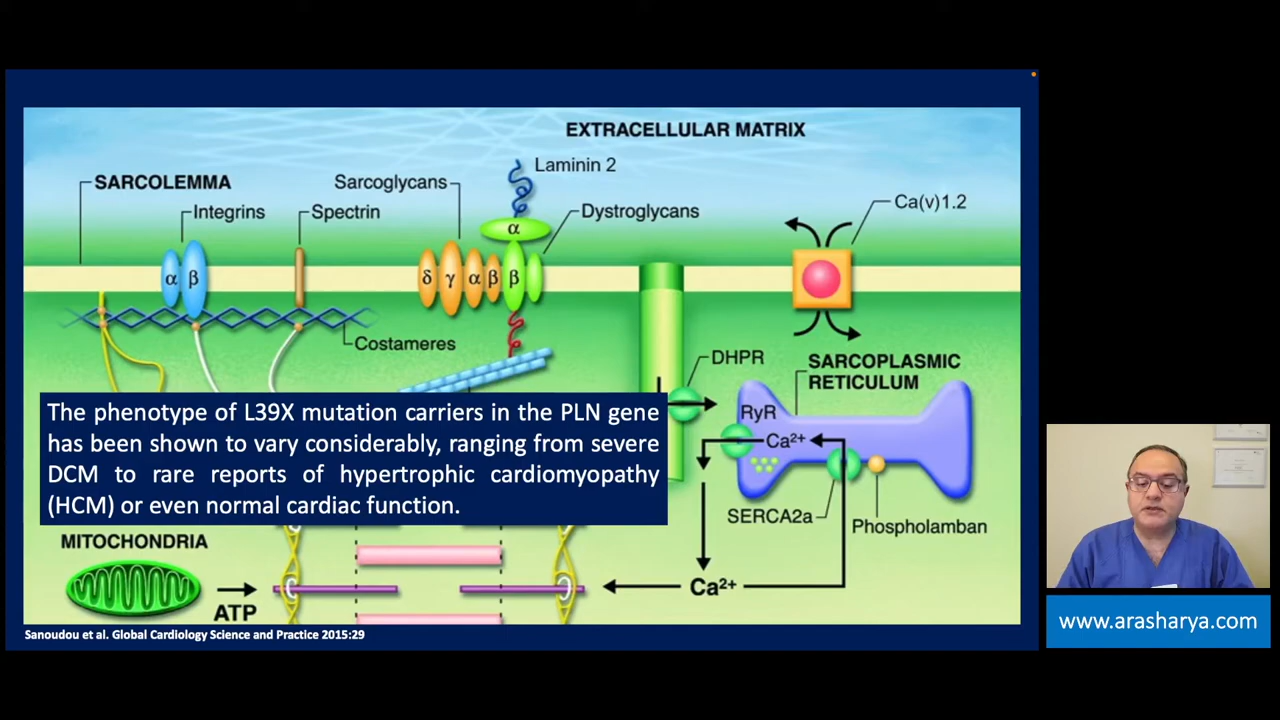 EXTRACELLULAR MATRIX
Laminin 2
SARCOLEMMA
Sarcoglycans
Integrins
Spectrin
Dystroglycans
Ca(v)1.2
α
α β
δ γ α β β
Costameres
DHPR
SARCOPLASMIC
RETICULUM
RyR
Ca²⁺
SERCA2a
Phospholamban
The phenotype of L39X mutation carriers in the PLN gene
has been shown to vary considerably, ranging from severe
DCM to rare reports of hypertrophic cardiomyopathy
(HCM) or even normal cardiac function.
MITOCHONDRIA
ATP
Ca²⁺
Sanoudou et al. Global Cardiology Science and Practice 2015:29
www.arasharya.com